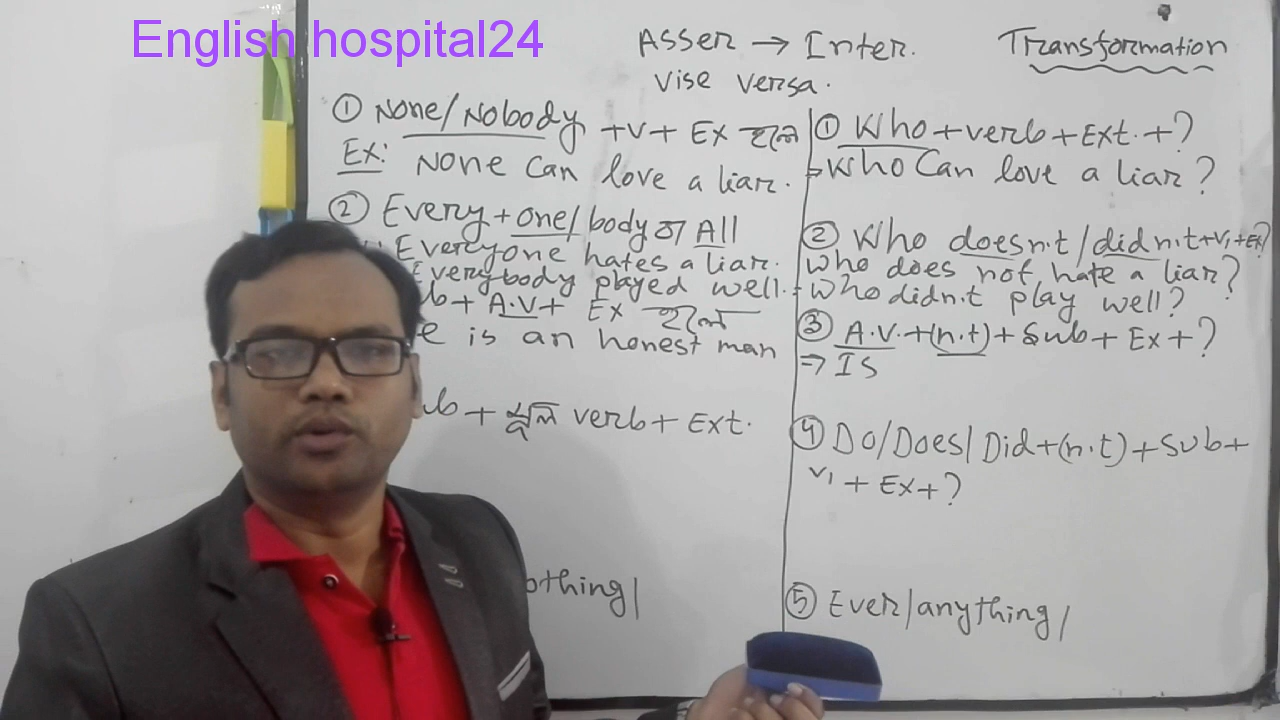 English hospital24
Asser → Inter.
vise versa.
Transformation
① None/Nobody + v + Ex হলে
Ex: None can love a liar.
② Every + one/body বা All
Everyone hates a liar.
Everybody played well.
b + A.V + Ex হলে
e is an honest man
ub + মূল verb + Ext.
othing/
① Who + verb + Ext. + ?
Who Can love a liar?
② Who doesn't/didn't + V₁ + Ex?
Who does not hate a liar?
Who didn't play well?
③ A.V. + (n.t) + Sub + Ex + ?
⇒ Is
④ Do/Does/Did + (n.t) + Sub +
V₁ + Ex + ?
⑤ Ever/anything/